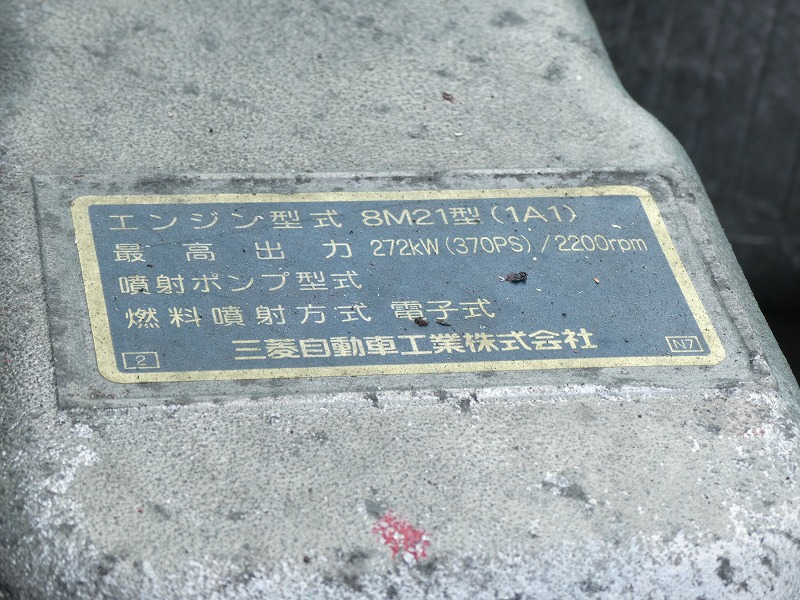 エンジン型式 8M21型 (1A1)
最高出力 272kW (370PS) / 2200rpm
噴射ポンプ型式
燃料噴射方式 電子式
三菱自動車工業株式会社
2
N7